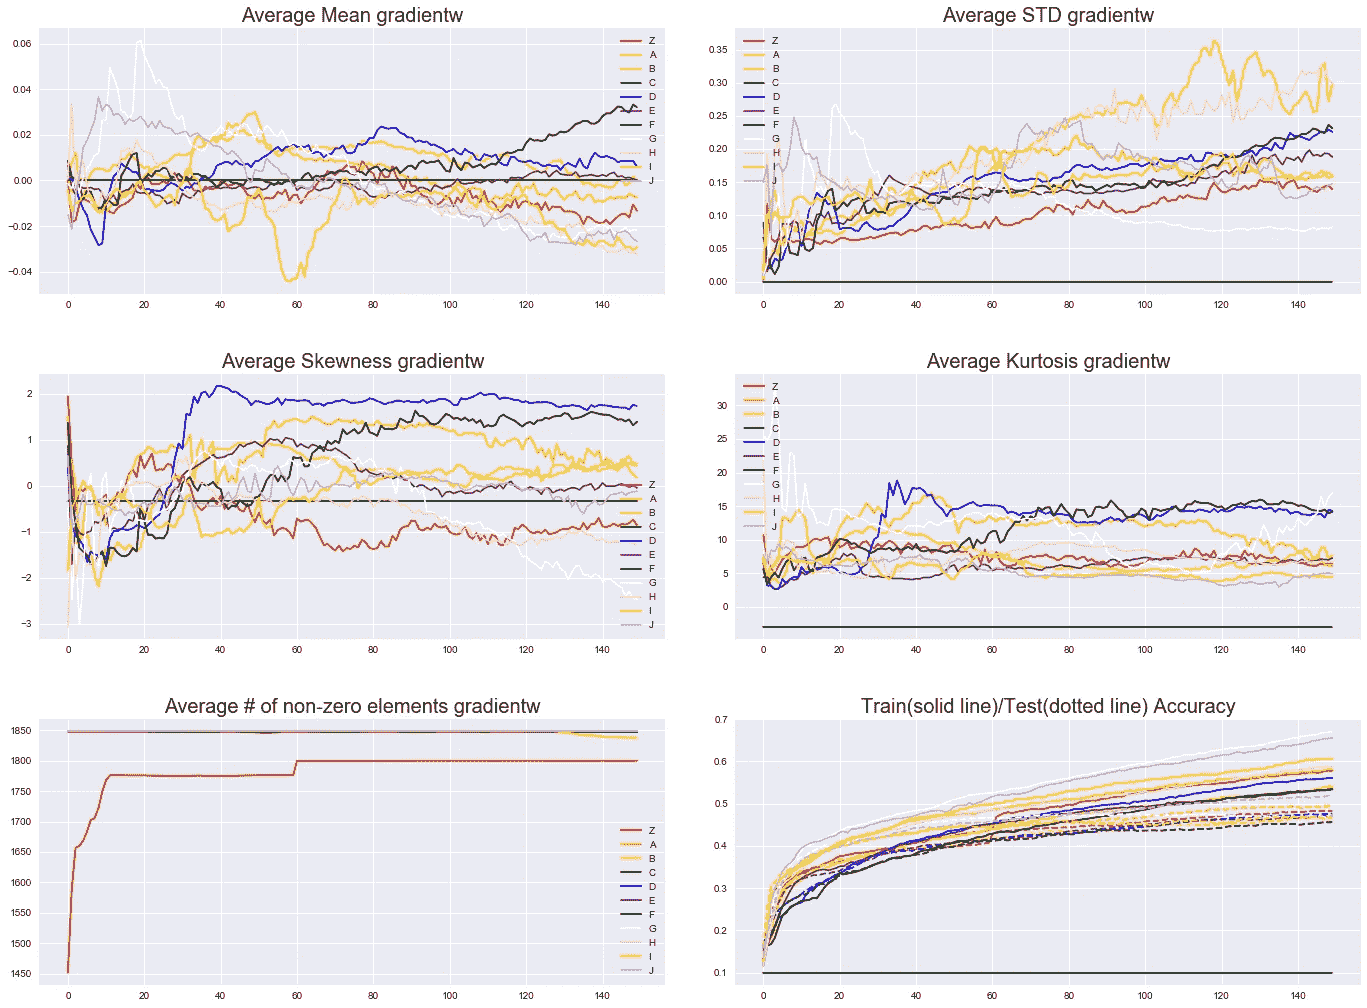 Average Mean gradientw
0.06
0.04
0.02
0.00
−0.02
−0.04
0 20 40 60 80 100 120 140
Z
A
B
C
D
E
F
G
H
I
J
Average STD gradientw
0.35
0.30
0.25
0.20
0.15
0.10
0.05
0.00
0 20 40 60 80 100 120 140
Z
A
B
C
D
E
F
G
H
I
J
Average Skewness gradientw
2
1
0
−1
−2
−3
0 20 40 60 80 100 120 140
Z
A
B
C
D
E
F
G
H
I
J
Average Kurtosis gradientw
30
25
20
15
10
5
0
0 20 40 60 80 100 120 140
Z
A
B
C
D
E
F
G
H
I
J
Average # of non-zero elements gradientw
1850
1800
1750
1700
1650
1600
1550
1500
1450
0 20 40 60 80 100 120 140
Z
A
B
C
D
E
F
G
H
I
J
Train(solid line)/Test(dotted line) Accuracy
0.7
0.6
0.5
0.4
0.3
0.2
0.1
0 20 40 60 80 100 120 140